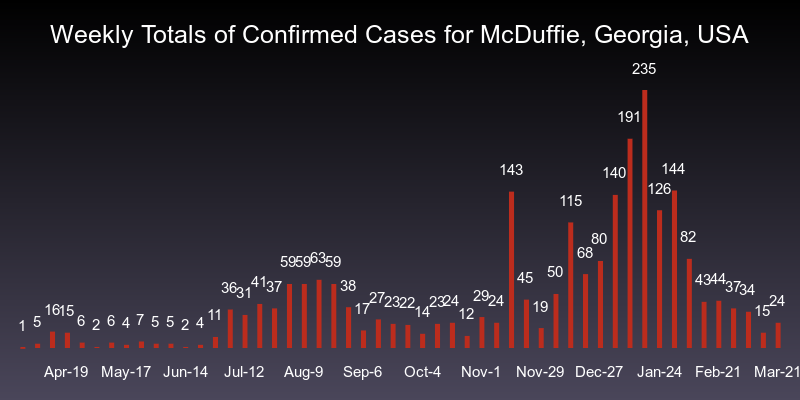 Weekly Totals of Confirmed Cases for McDuffie, Georgia, USA
1 5 16 15 6 2 6 4 7 5 5 2 4 11 36 31 41 37 59 59 63 59 38 17 27 23 22 14 23 24 12 29 24 143 45 19 50 115 68 80 140 191 235 126 144 82 43 44 37 34 15 24
Apr-19 May-17 Jun-14 Jul-12 Aug-9 Sep-6 Oct-4 Nov-1 Nov-29 Dec-27 Jan-24 Feb-21 Mar-21